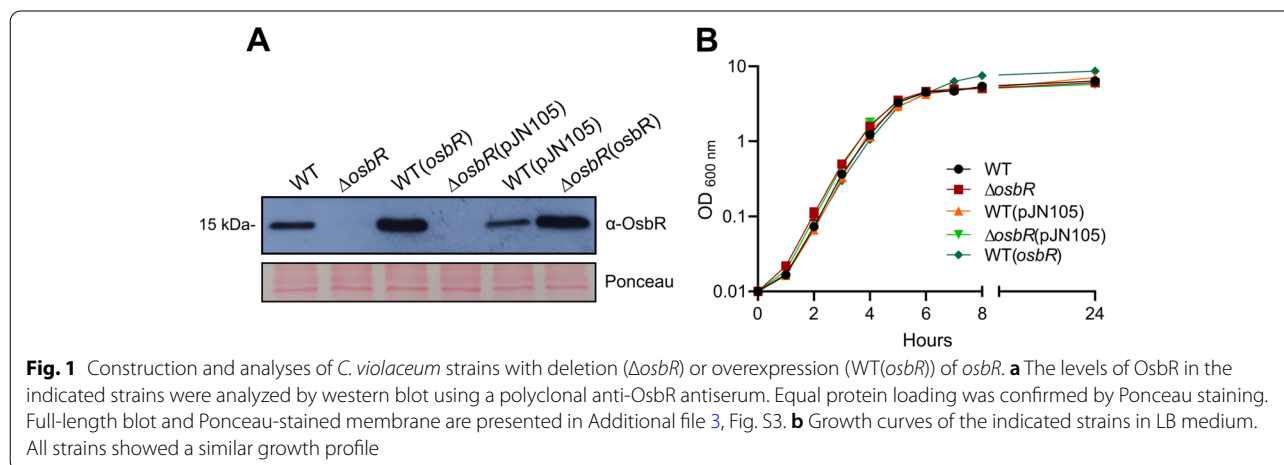 A
WT
ΔosbR
WT(osbR)
ΔosbR(pJN105)
WT(pJN105)
ΔosbR(osbR)
15 kDa-
α-OsbR
Ponceau
B
10
1
0.1
0.01
OD 600 nm
0
2
4
6
8
24
Hours
WT
ΔosbR
WT(pJN105)
ΔosbR(pJN105)
WT(osbR)
Fig. 1 Construction and analyses of C. violaceum strains with deletion (ΔosbR) or overexpression (WT(osbR)) of osbR. a The levels of OsbR in the
indicated strains were analyzed by western blot using a polyclonal anti-OsbR antiserum. Equal protein loading was confirmed by Ponceau staining.
Full-length blot and Ponceau-stained membrane are presented in Additional file 3, Fig. S3. b Growth curves of the indicated strains in LB medium.
All strains showed a similar growth profile